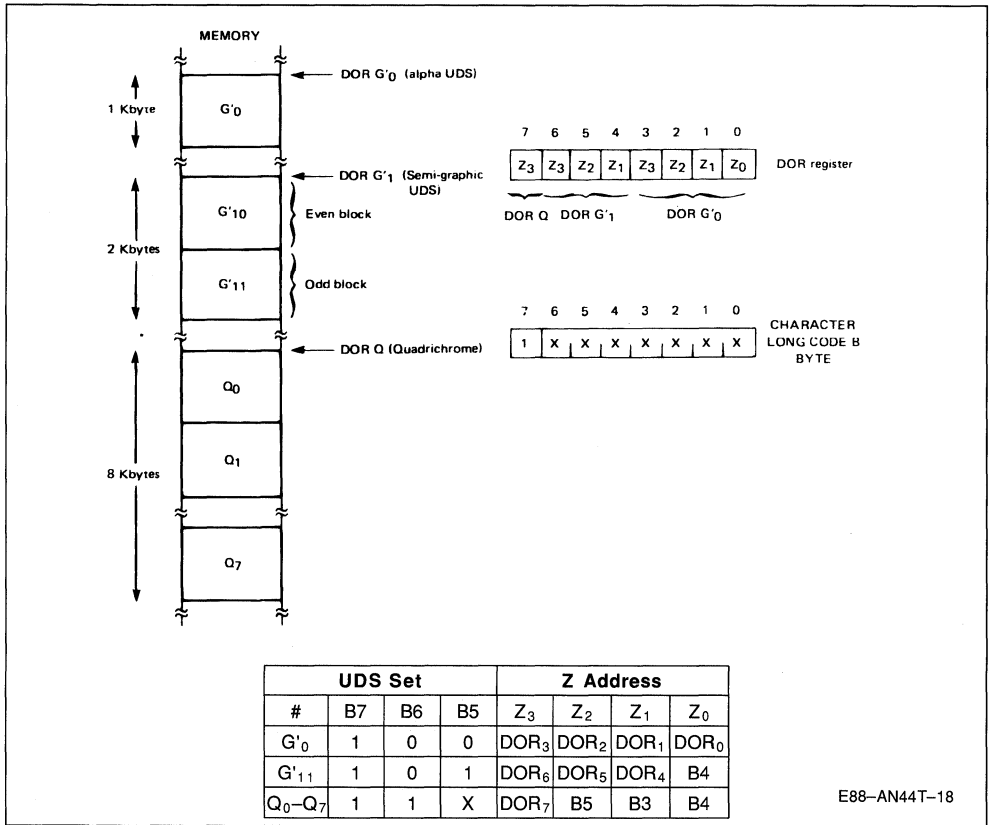 MEMORY
DOR G'0 (alpha UDS)
1 Kbyte
G'0
7 6 5 4 3 2 1 0
Z3 Z3 Z2 Z1 Z3 Z2 Z1 Z0 DOR register
DOR Q DOR G'1 DOR G'0
DOR G'1 (Semi-graphic
UDS)
G'10
Even block
2 Kbytes
G'11
Odd block
7 6 5 4 3 2 1 0
1 X X X X X X X
CHARACTER
LONG CODE B
BYTE
DOR Q (Quadrichrome)
Q0
Q1
8 Kbytes
Q7
UDS Set Z Address
# B7 B6 B5 Z3 Z2 Z1 Z0
G'0 1 0 0 DOR3 DOR2 DOR1 DOR0
G'11 1 0 1 DOR6 DOR5 DOR4 B4
Q0–Q7 1 1 X DOR7 B5 B3 B4
E88–AN44T–18